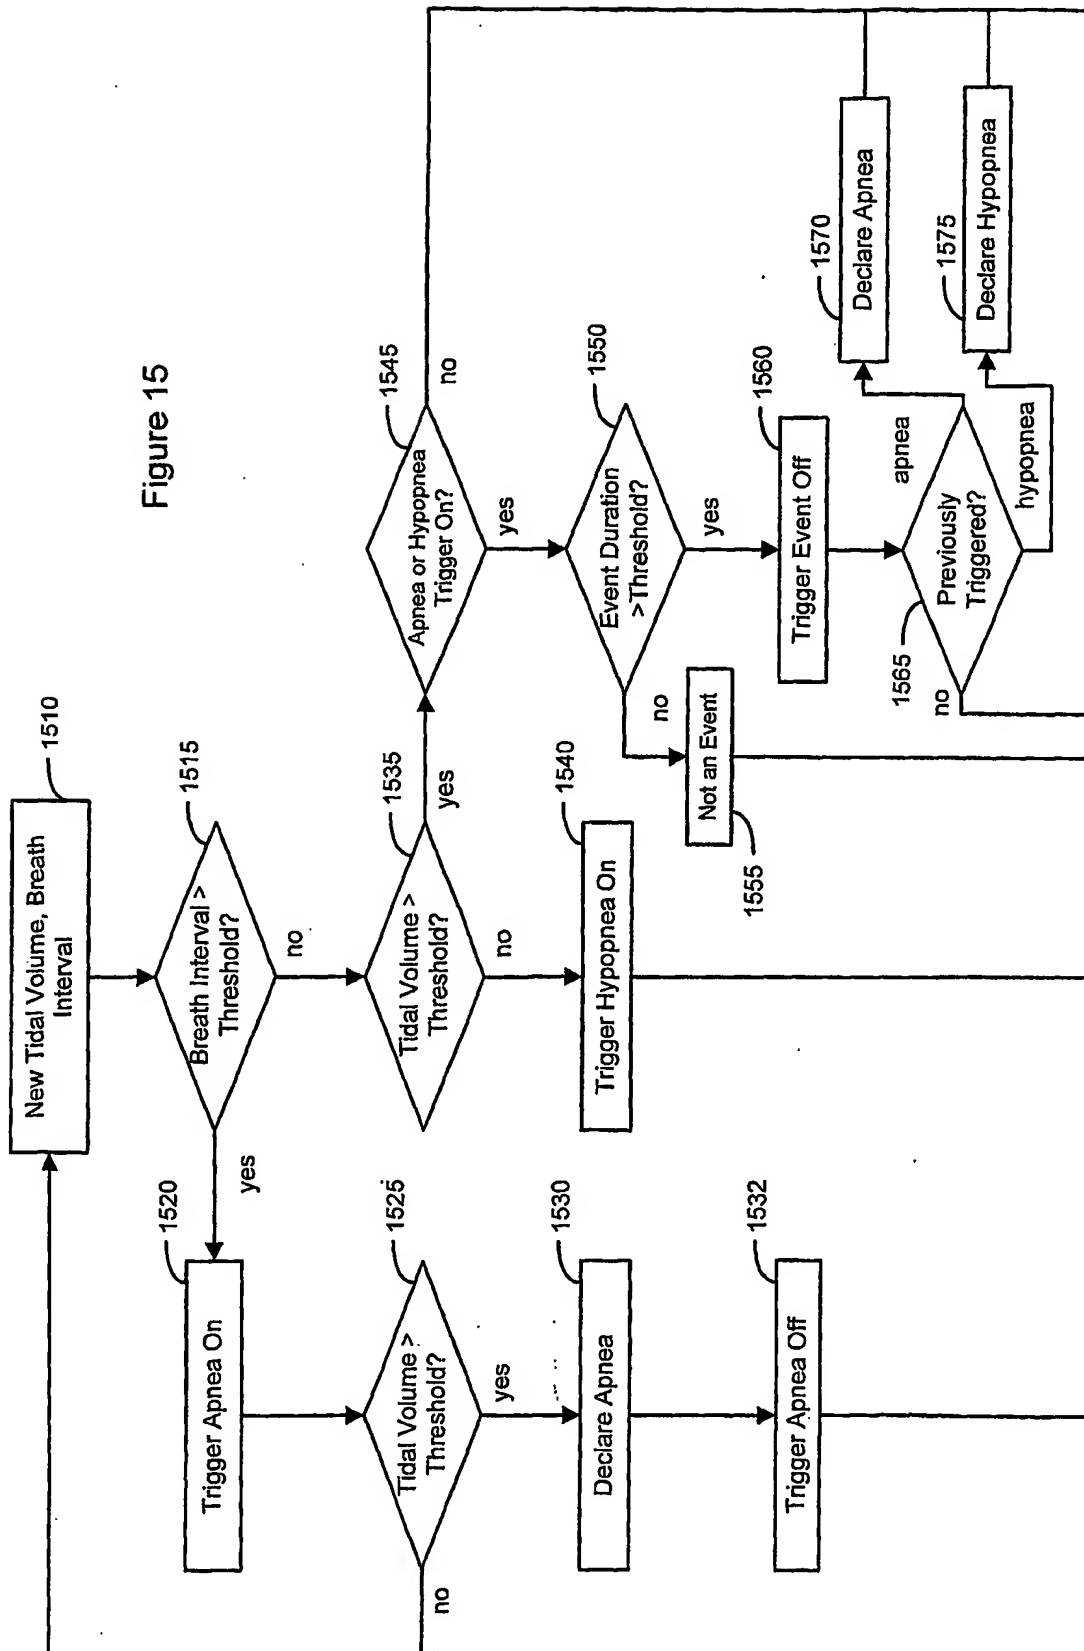 Figure 15
New Tidal Volume, Breath
Interval
1510
Breath Interval >
Threshold?
1515
yes
no
Trigger Apnea On
1520
Tidal Volume >
Threshold?
1525
no
yes
Declare Apnea
1530
Trigger Apnea Off
1532
Tidal Volume >
Threshold?
1535
yes
no
Trigger Hypopnea On
1540
Apnea or Hypopnea
Trigger On?
1545
no
yes
Event Duration
>Threshold?
1550
no
yes
Not an Event
1555
Trigger Event Off
1560
Previously
Triggered?
1565
no
apnea
hypopnea
Declare Apnea
1570
Declare Hypopnea
1575